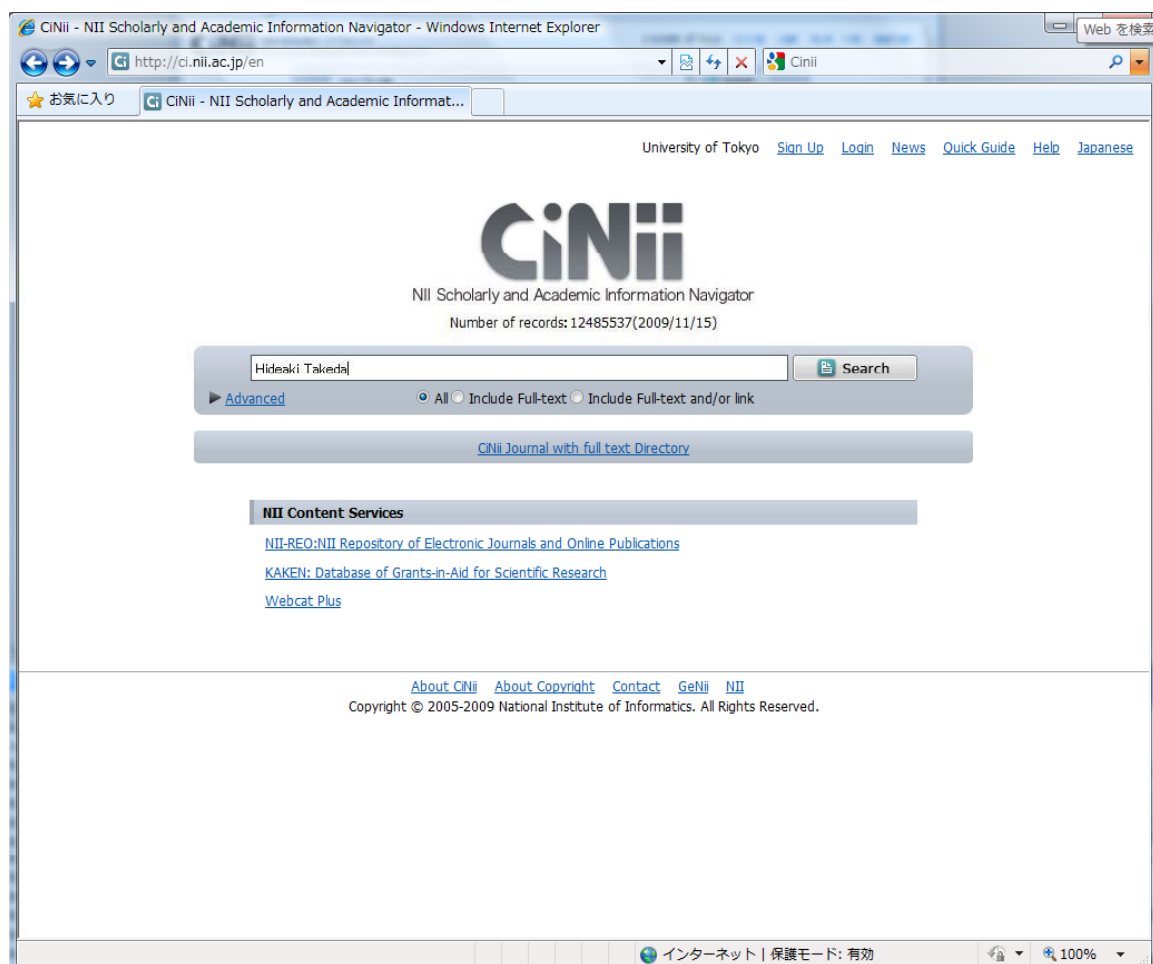 CiNii - NII Scholarly and Academic Information Navigator - Windows Internet Explorer
Web を検索
http://ci.nii.ac.jp/en
Cinii
お気に入り
CiNii - NII Scholarly and Academic Informat...
University of Tokyo Sign Up Login News Quick Guide Help Japanese
CiNii
NII Scholarly and Academic Information Navigator
Number of records: 12485537(2009/11/15)
Hideaki Takeda
Search
Advanced
All Include Full-text Include Full-text and/or link
CiNii Journal with full text Directory
NII Content Services
NII-REO:NII Repository of Electronic Journals and Online Publications
KAKEN: Database of Grants-in-Aid for Scientific Research
Webcat Plus
About CiNii About Copyright Contact GeNii NII
Copyright © 2005-2009 National Institute of Informatics. All Rights Reserved.
インターネット | 保護モード: 有効
100%